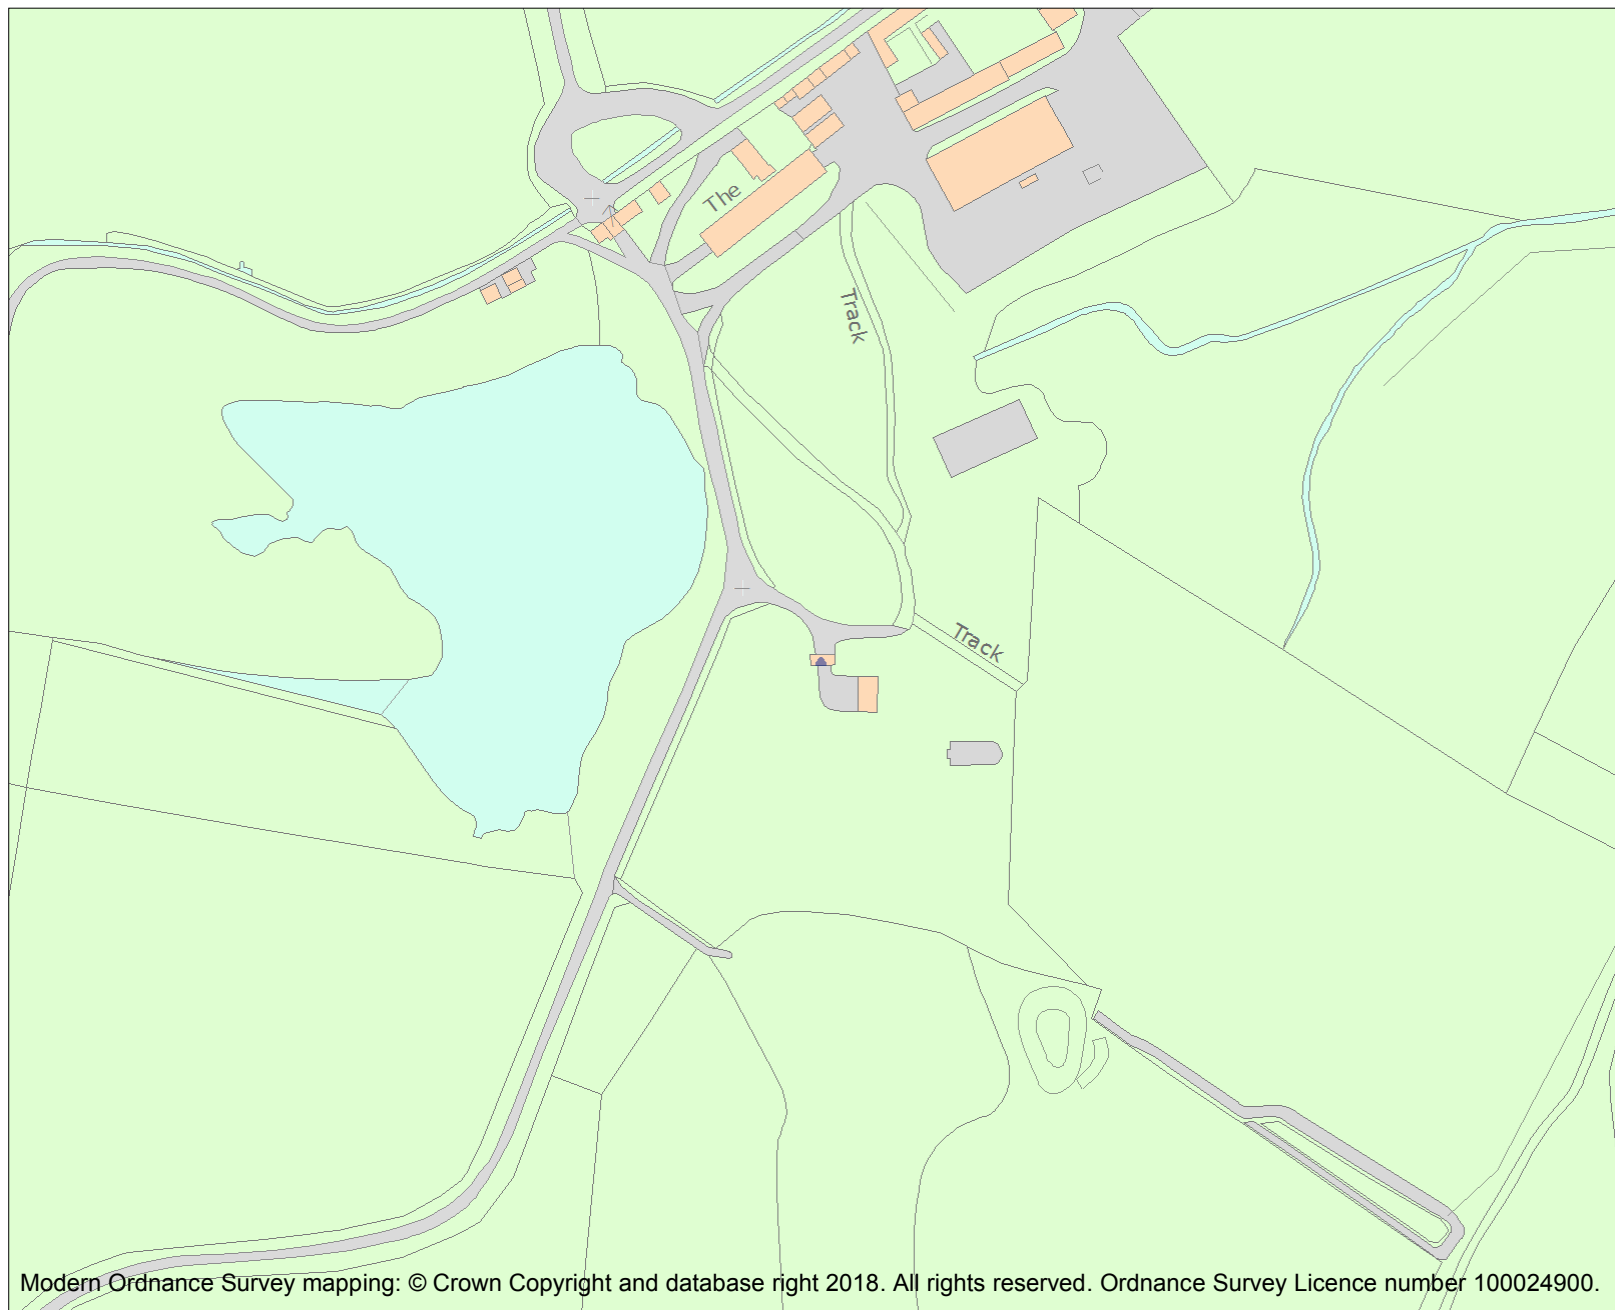 The
Track
Track
Modern Ordnance Survey mapping: © Crown Copyright and database right 2018. All rights reserved. Ordnance Survey Licence number 100024900.